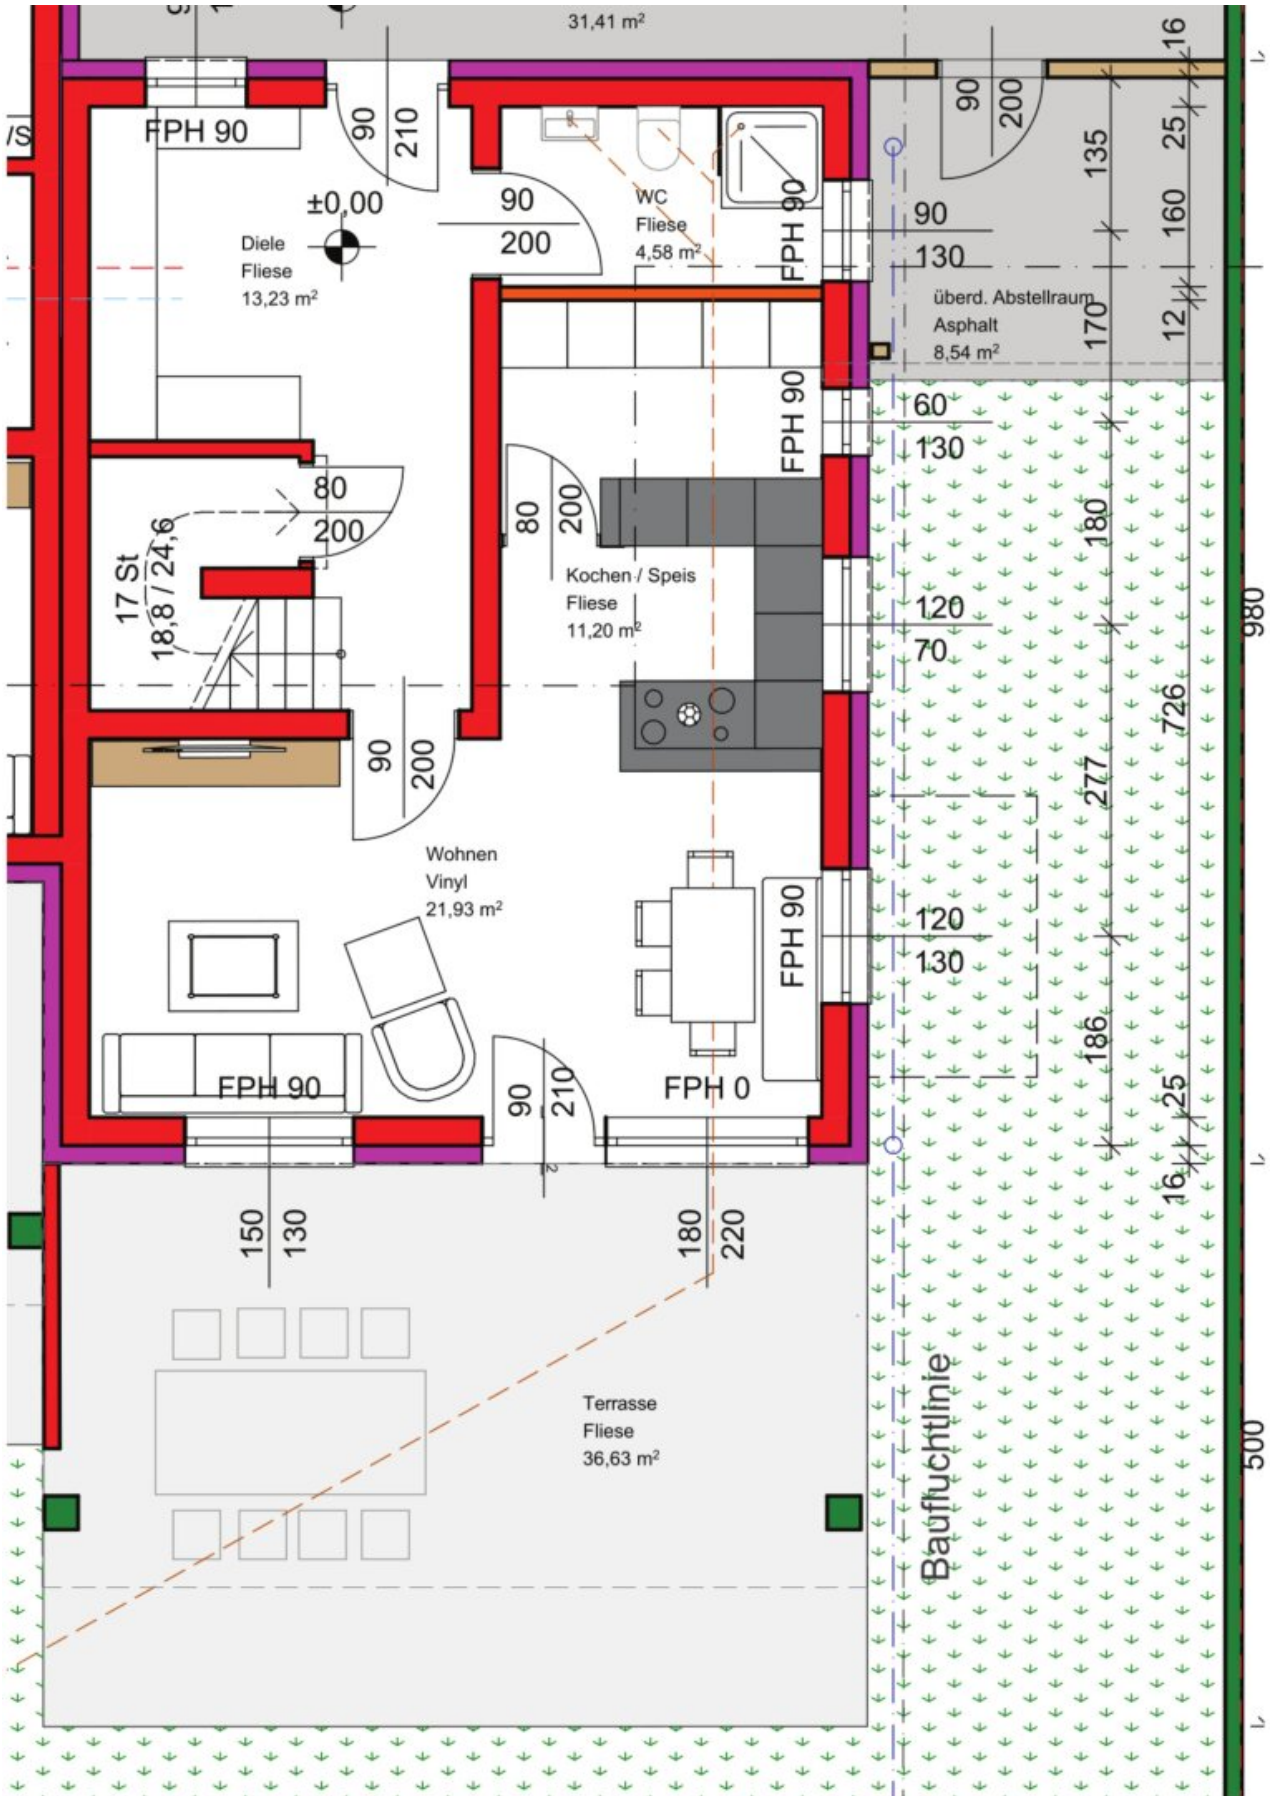 31,41 m²
16
FPH 90
90
210
90
200
25
135
±0,00
Diele
Fliese
13,23 m²
90
200
WC
Fliese
4,58 m²
FPH 90
90
130
160
überd. Abstellraum
Asphalt
8,54 m²
170
12
FPH 90
60
130
80
200
80
200
180
17 St
18,8 / 24,6
Kochen / Speis
Fliese
11,20 m²
120
70
980
726
90
200
277
Wohnen
Vinyl
21,93 m²
FPH 90
120
130
186
FPH 90
90
210
FPH 0
25
16
150
130
180
220
Terrasse
Fliese
36,63 m²
Baufluchtlinie
500